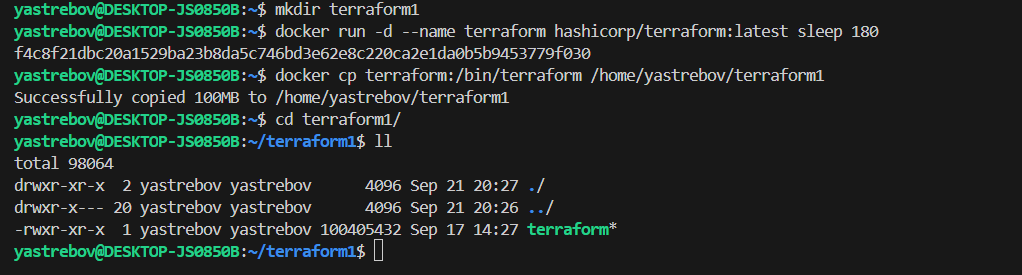 yastrebov@DESKTOP-JS0850B:~$ mkdir terraform1
yastrebov@DESKTOP-JS0850B:~$ docker run -d --name terraform hashicorp/terraform:latest sleep 180
f4c8f21dbc20a1529ba23b8da5c746bd3e62e8c220ca2e1da0b5b9453779f030
yastrebov@DESKTOP-JS0850B:~$ docker cp terraform:/bin/terraform /home/yastrebov/terraform1
Successfully copied 100MB to /home/yastrebov/terraform1
yastrebov@DESKTOP-JS0850B:~$ cd terraform1/
yastrebov@DESKTOP-JS0850B:~/terraform1$ ll
total 98064
drwxr-xr-x  2 yastrebov yastrebov      4096 Sep 21 20:27 ./
drwxr-x--- 20 yastrebov yastrebov      4096 Sep 21 20:26 ../
-rwxr-xr-x  1 yastrebov yastrebov 100405432 Sep 17 14:27 terraform*
yastrebov@DESKTOP-JS0850B:~/terraform1$